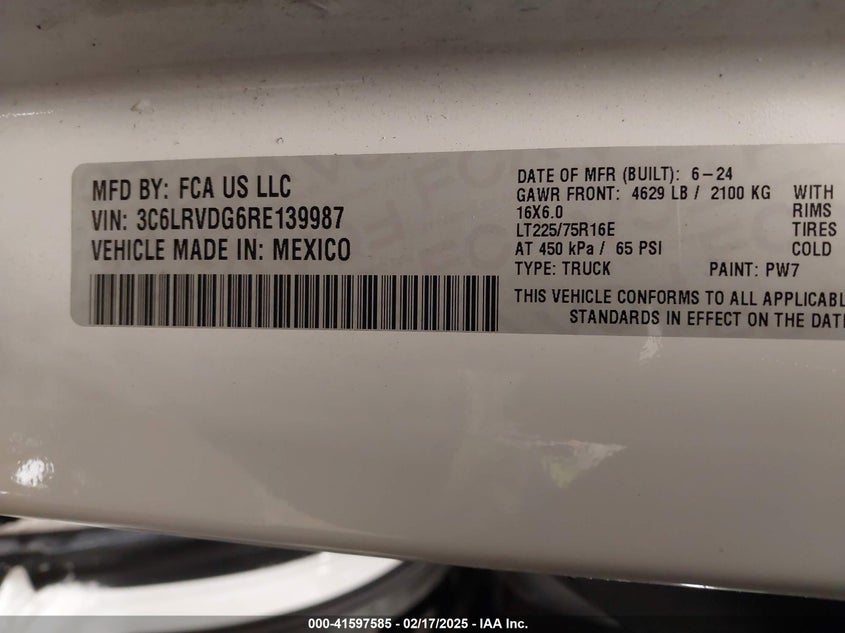 MFD BY: FCA US LLC
VIN: 3C6LRVDG6RE139987
VEHICLE MADE IN: MEXICO
DATE OF MFR (BUILT): 6-24
GAWR FRONT: 4629 LB / 2100 KG WITH
16X6.0 RIMS
LT225/75R16E TIRES
AT 450 kPa / 65 PSI COLD
TYPE: TRUCK PAINT: PW7
THIS VEHICLE CONFORMS TO ALL APPLICABL
STANDARDS IN EFFECT ON THE DAT
000-41597585 — 02/17/2025 — IAA Inc.